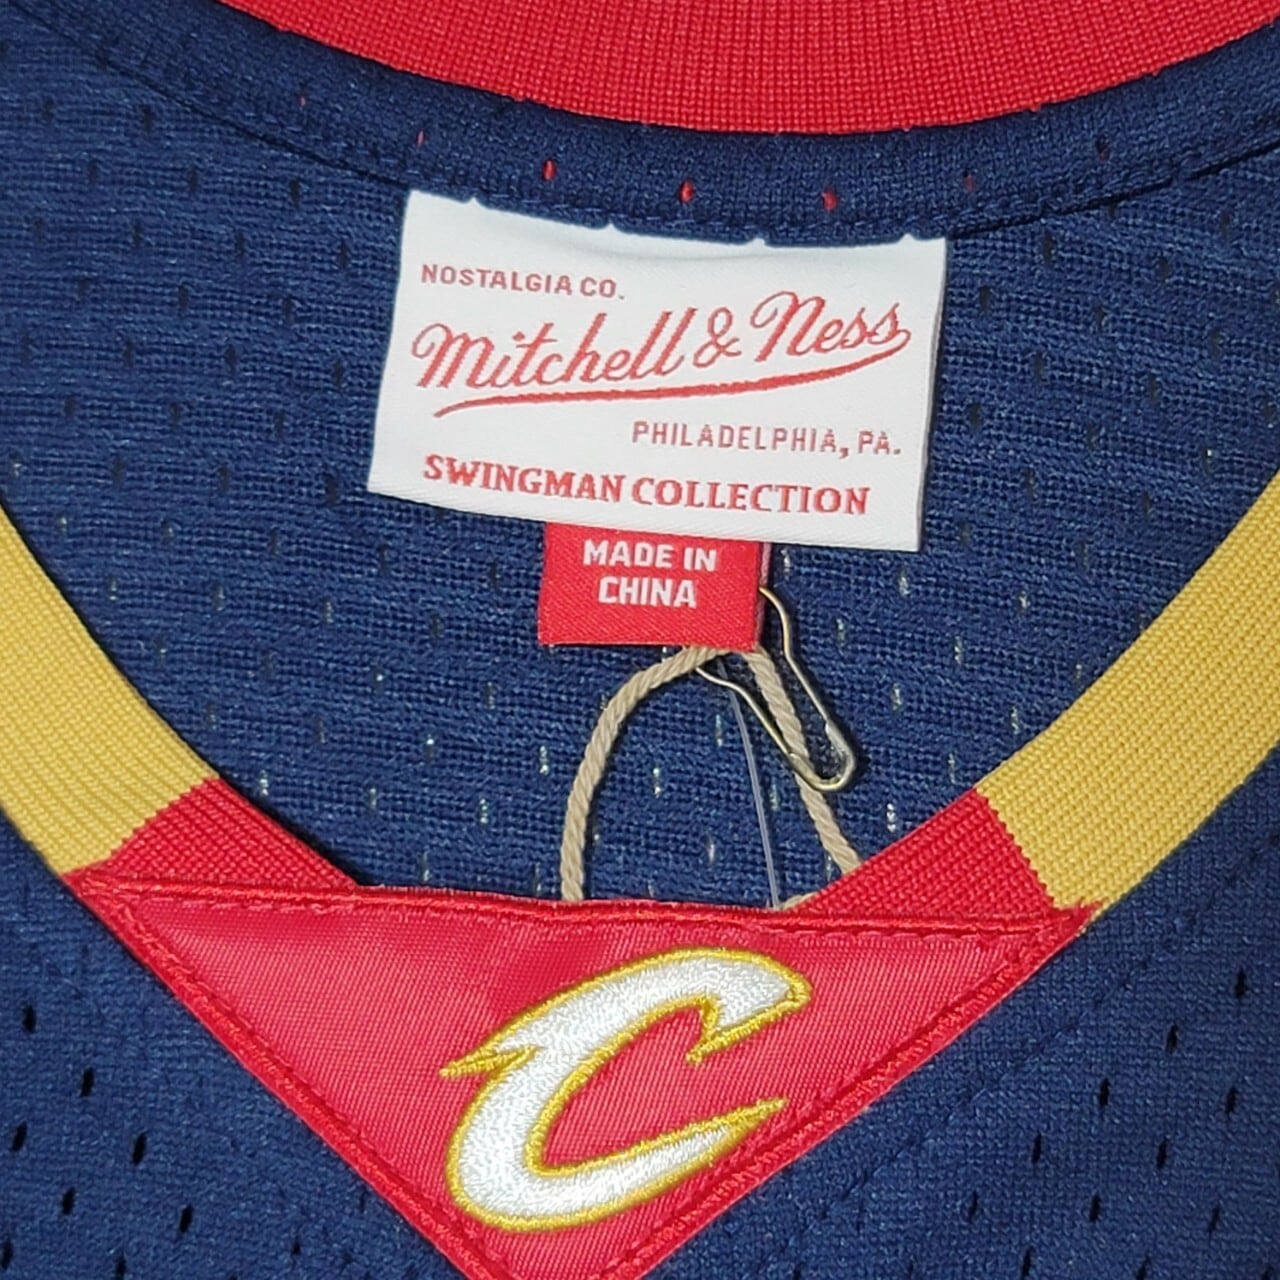 NOSTALGIA CO.
Mitchell & Ness
PHILADELPHIA, PA.
SWINGMAN COLLECTION
MADE IN
CHINA
C